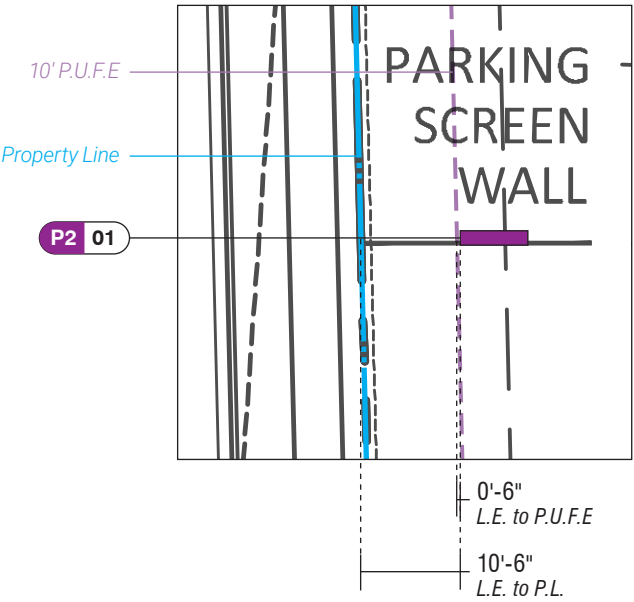 10' P.U.F.E
PARKING
SCREEN
WALL
Property Line
P2 01
0'-6"
L.E. to P.U.F.E
10'-6"
L.E. to P.L.